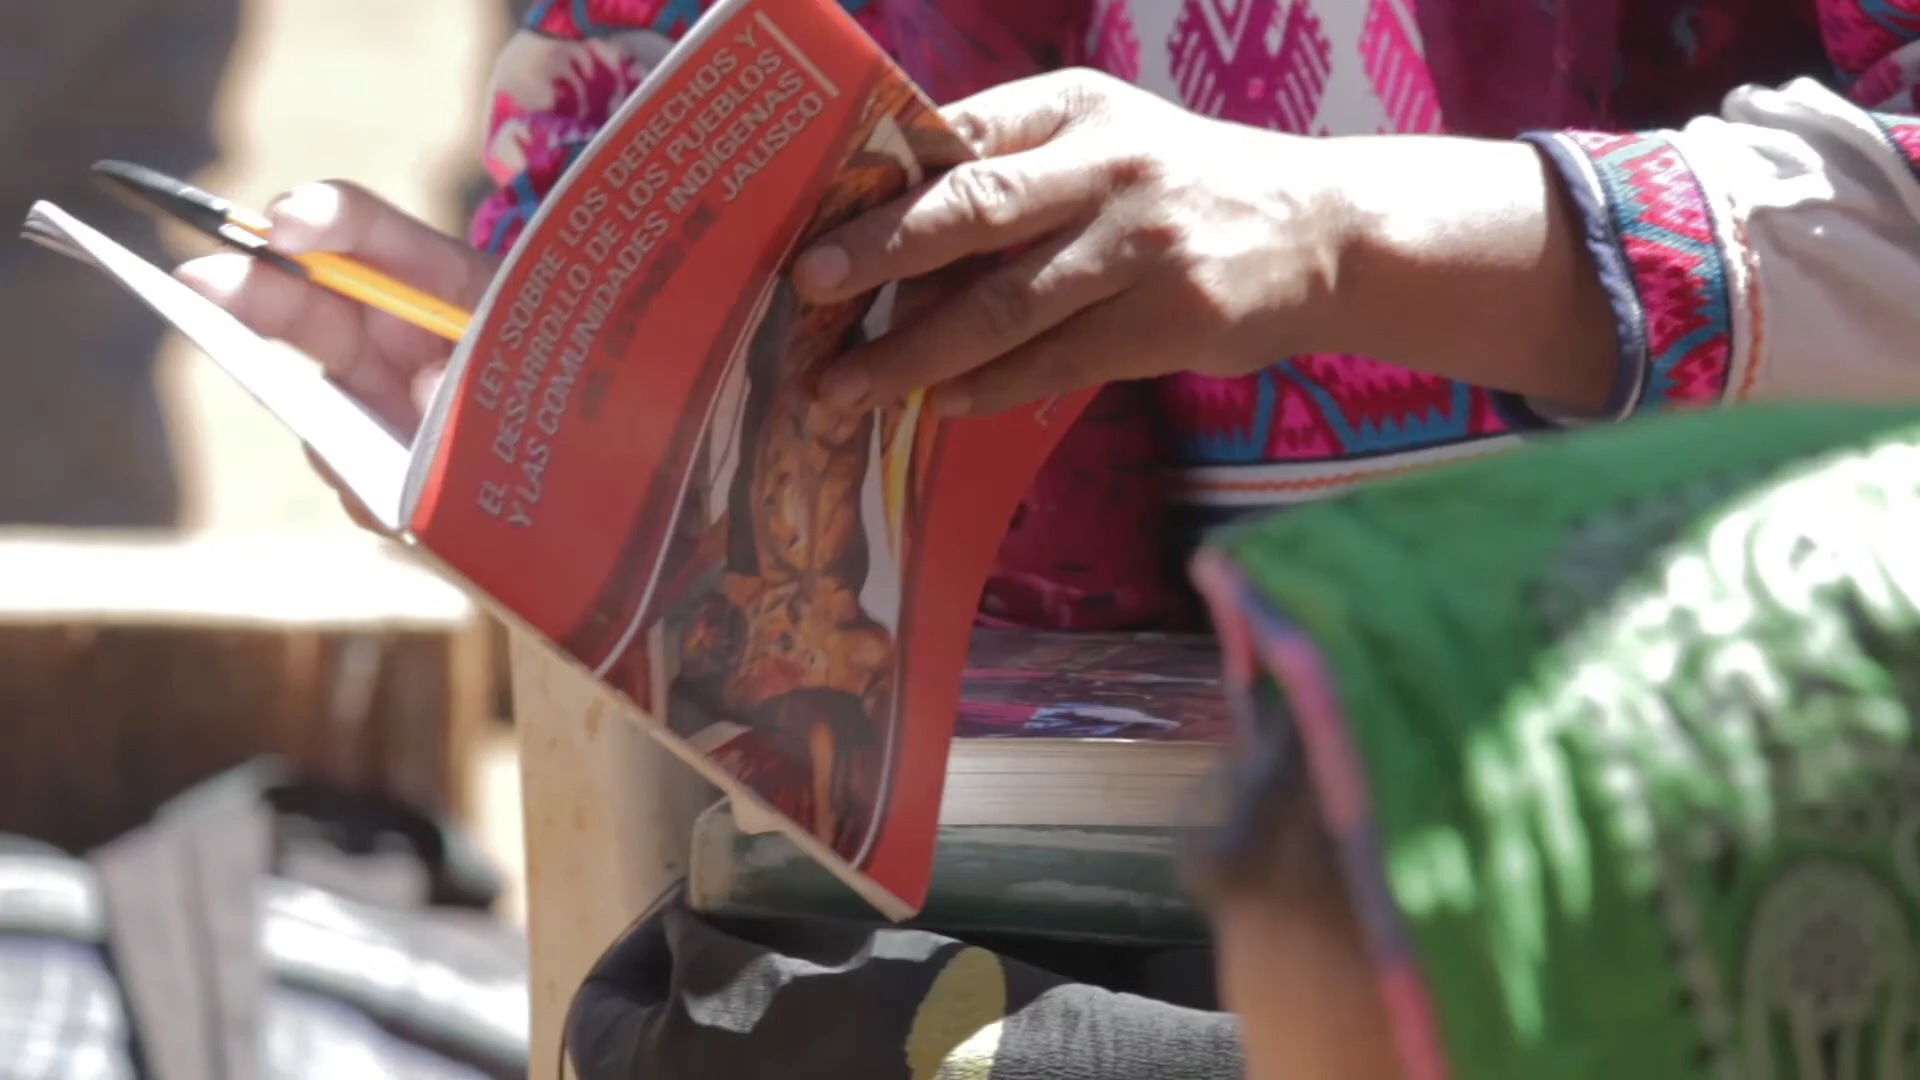 LEY SOBRE LOS DERECHOS Y
EL DESARROLLO DE LOS PUEBLOS
Y LAS COMUNIDADES INDÍGENAS
JALISCO